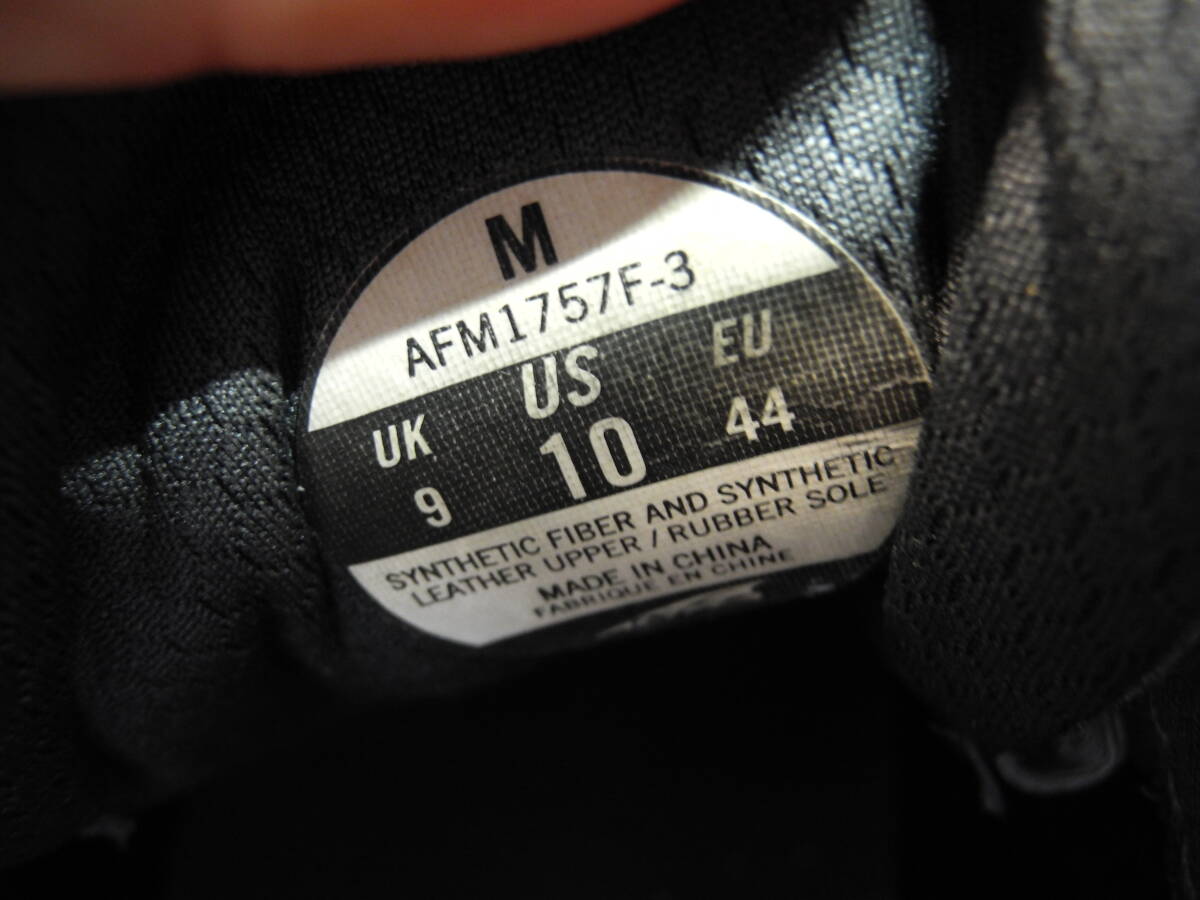 M
AFM1757F-3
UK US EU
9 10 44
SYNTHETIC FIBER AND SYNTHETIC
LEATHER UPPER / RUBBER SOLE
MADE IN CHINA
FABRIQUE EN CHINE